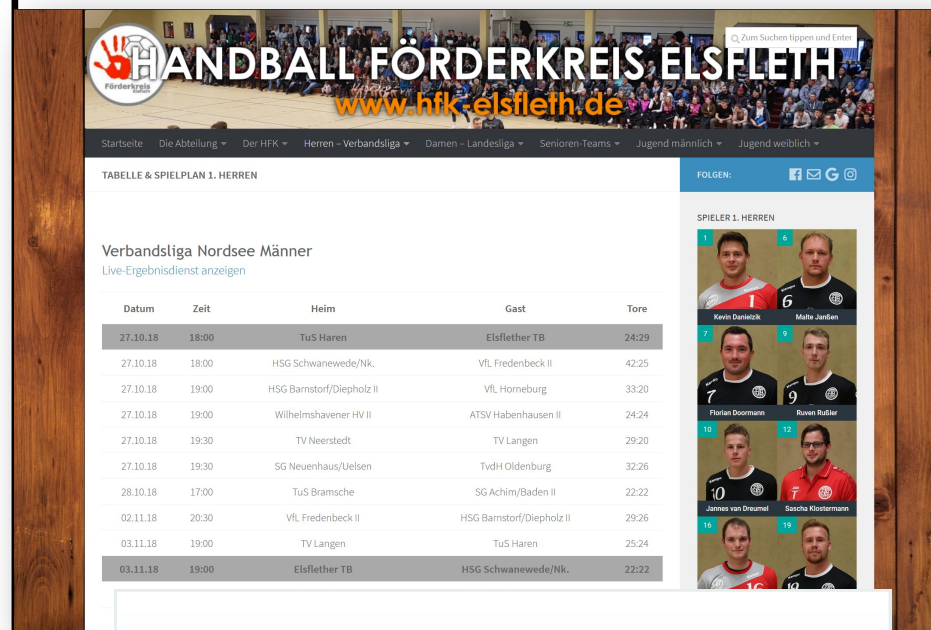 Zum Suchen tippen und Enter
HANDBALL FÖRDERKREIS ELSFLETH
Förderkreis
Elsfleth
www.hfk-elsfleth.de
Startseite Die Abteilung Der HFK Herren – Verbandsliga Damen – Landesliga Senioren-Teams Jugend männlich Jugend weiblich
TABELLE & SPIELPLAN 1. HERREN
FOLGEN:
Verbandsliga Nordsee Männer
Live-Ergebnisdienst anzeigen
Datum Zeit Heim Gast Tore
27.10.18 18:00 TuS Haren Elsflether TB 24:29
27.10.18 18:00 HSG Schwanewede/Nk. VfL Fredenbeck II 42:25
27.10.18 19:00 HSG Barnstorf/Diepholz II VfL Horneburg 33:20
27.10.18 19:00 Wilhelmshavener HV II ATSV Habenhausen II 24:24
27.10.18 19:30 TV Neerstedt TV Langen 29:20
27.10.18 19:30 SG Neuenhaus/Uelsen TvdH Oldenburg 32:26
28.10.18 17:00 TuS Bramsche SG Achim/Baden II 22:22
02.11.18 20:30 VfL Fredenbeck II HSG Barnstorf/Diepholz II 29:26
03.11.18 19:00 TV Langen TuS Haren 25:24
03.11.18 19:00 Elsflether TB HSG Schwanewede/Nk. 22:22
SPIELER 1. HERREN
1 6
1 6
Kevin Danielzik Malte Janßen
7 9
7 9
Florian Doormann Ruven Rußler
10 12
10 7
Jannes van Dreumel Sascha Klostermann
16 19
16 19